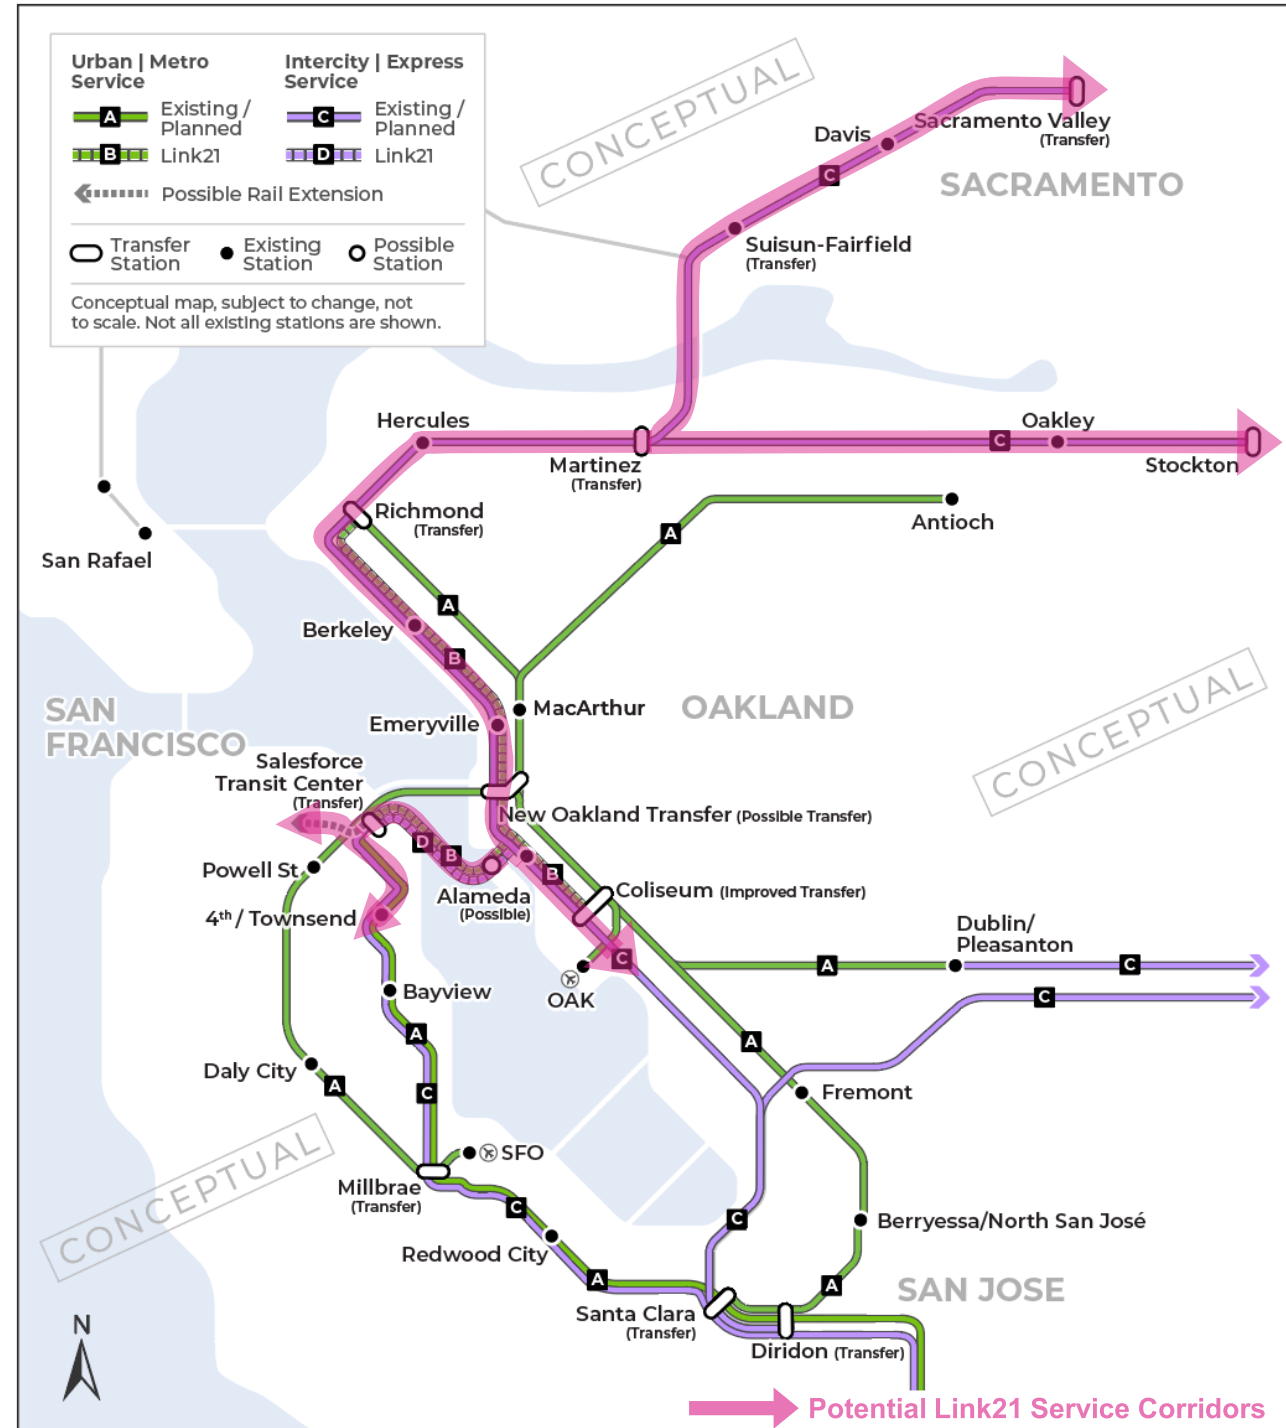 Urban | Metro
Service
Intercity | Express
Service
A
Existing /
Planned
C
Existing /
Planned
B
Link21
D
Link21
Possible Rail Extension
Transfer
Station
Existing
Station
Possible
Station
Conceptual map, subject to change, not
to scale. Not all existing stations are shown.
CONCEPTUAL
Sacramento Valley
(Transfer)
Davis
C
SACRAMENTO
Suisun-Fairfield
(Transfer)
Hercules
Martinez
(Transfer)
C
Oakley
Stockton
Richmond
(Transfer)
A
Antioch
San Rafael
A
Berkeley
B
SAN
FRANCISCO
MacArthur
OAKLAND
CONCEPTUAL
Emeryville
Salesforce
Transit Center
(Transfer)
New Oakland Transfer (Possible Transfer)
D
B
Powell St
B
Alameda
(Possible)
Coliseum (Improved Transfer)
4th / Townsend
Dublin/
Pleasanton
C
A
C
OAK
Bayview
C
A
A
Daly City
A
C
Fremont
CONCEPTUAL
SFO
Millbrae
(Transfer)
C
C
Berryessa/North San José
Redwood City
A
A
SAN JOSE
Santa Clara
(Transfer)
Diridon (Transfer)
N
Potential Link21 Service Corridors